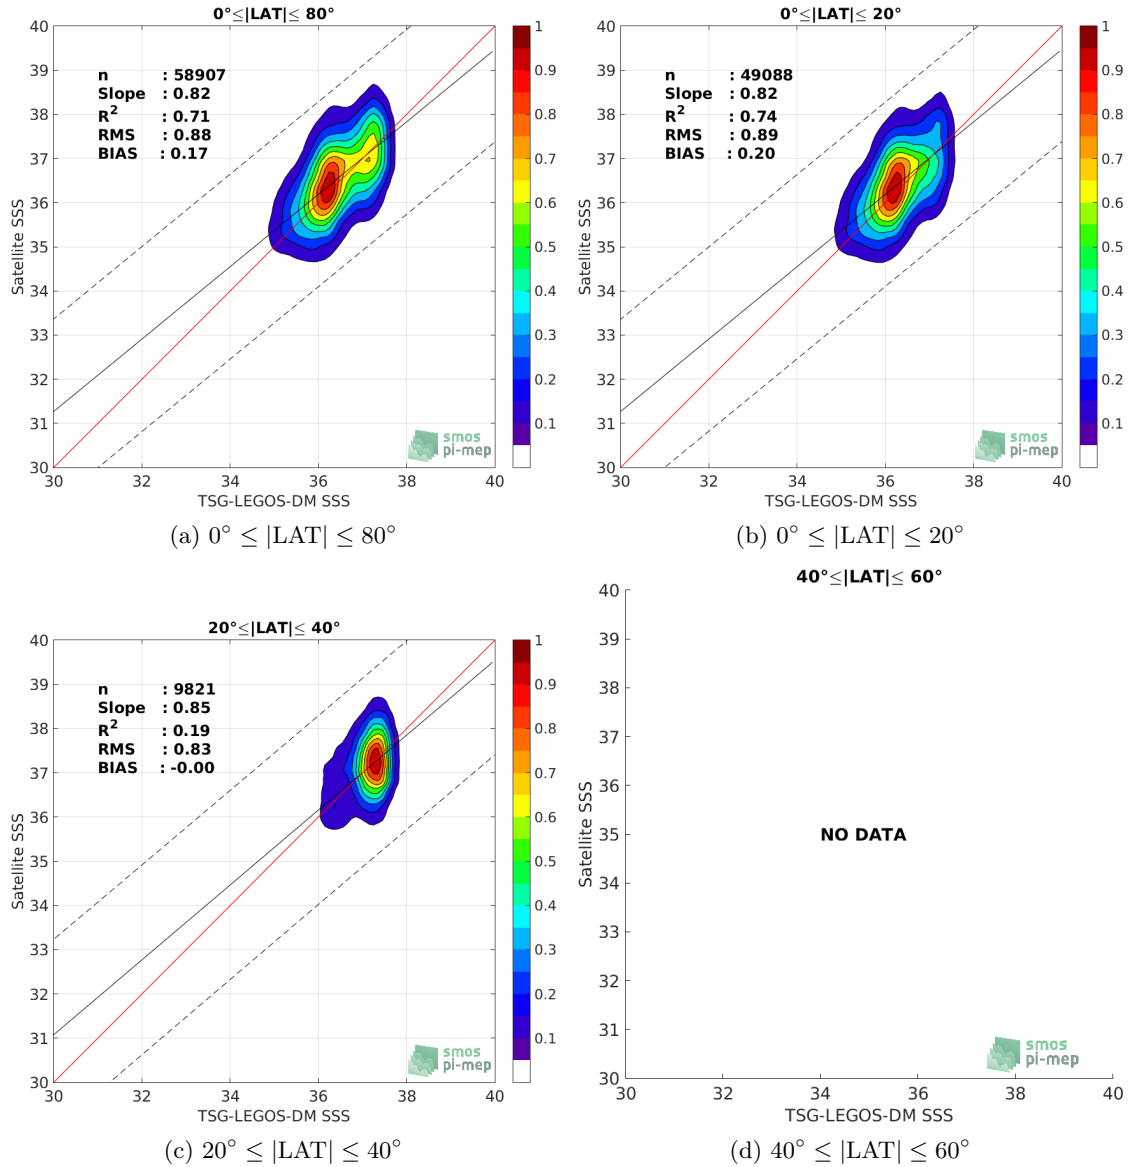 0°≤|LAT|≤ 80°
n : 58907
Slope : 0.82
R² : 0.71
RMS : 0.88
BIAS : 0.17
40
39
38
37
36
35
34
33
32
31
30
30 32 34 36 38 40
Satellite SSS
TSG-LEGOS-DM SSS
1
0.9
0.8
0.7
0.6
0.5
0.4
0.3
0.2
0.1
smos
pi-mep
(a) 0° ≤ |LAT| ≤ 80°
0°≤|LAT|≤ 20°
n : 49088
Slope : 0.82
R² : 0.74
RMS : 0.89
BIAS : 0.20
40
39
38
37
36
35
34
33
32
31
30
30 32 34 36 38 40
Satellite SSS
TSG-LEGOS-DM SSS
1
0.9
0.8
0.7
0.6
0.5
0.4
0.3
0.2
0.1
smos
pi-mep
(b) 0° ≤ |LAT| ≤ 20°
20°≤|LAT|≤ 40°
n : 9821
Slope : 0.85
R² : 0.19
RMS : 0.83
BIAS : -0.00
40
39
38
37
36
35
34
33
32
31
30
30 32 34 36 38 40
Satellite SSS
TSG-LEGOS-DM SSS
1
0.9
0.8
0.7
0.6
0.5
0.4
0.3
0.2
0.1
smos
pi-mep
(c) 20° ≤ |LAT| ≤ 40°
40°≤|LAT|≤ 60°
40
39
38
37
36
35
34
33
32
31
30
30 32 34 36 38 40
Satellite SSS
NO DATA
TSG-LEGOS-DM SSS
smos
pi-mep
(d) 40° ≤ |LAT| ≤ 60°